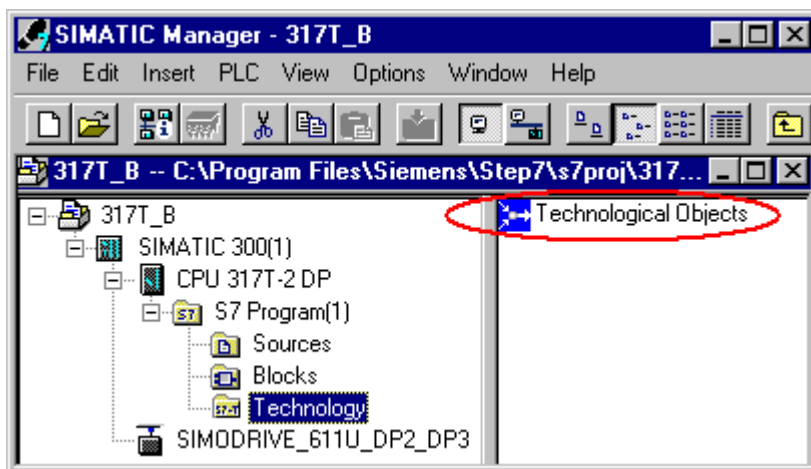 SIMATIC Manager - 317T_B
File Edit Insert PLC View Options Window Help
317T_B -- C:\Program Files\Siemens\Step7\s7proj\317...
317T_B
Technological Objects
SIMATIC 300(1)
CPU 317T-2 DP
S7 Program(1)
Sources
Blocks
Technology
SIMODRIVE_611U_DP2_DP3